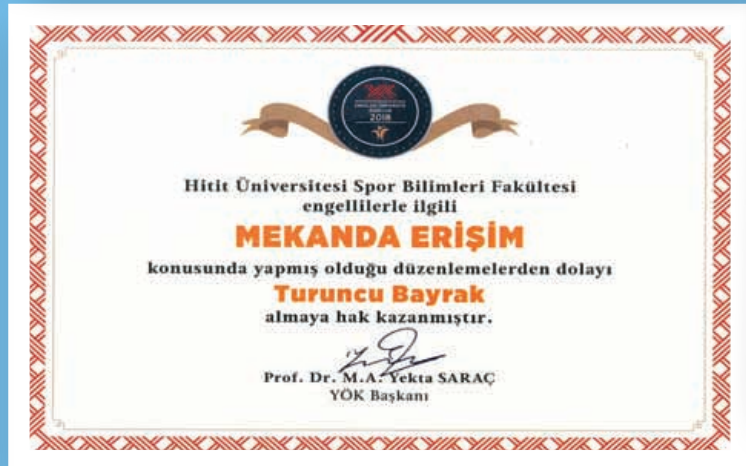 2018
Hitit Üniversitesi Spor Bilimleri Fakültesi
engellilerle ilgili
MEKANDA ERİŞİM
konusunda yapmış olduğu düzenlemelerden dolayı
Turuncu Bayrak
almaya hak kazanmıştır.
Prof. Dr. M.A. Yekta SARAÇ
YÖK Başkanı